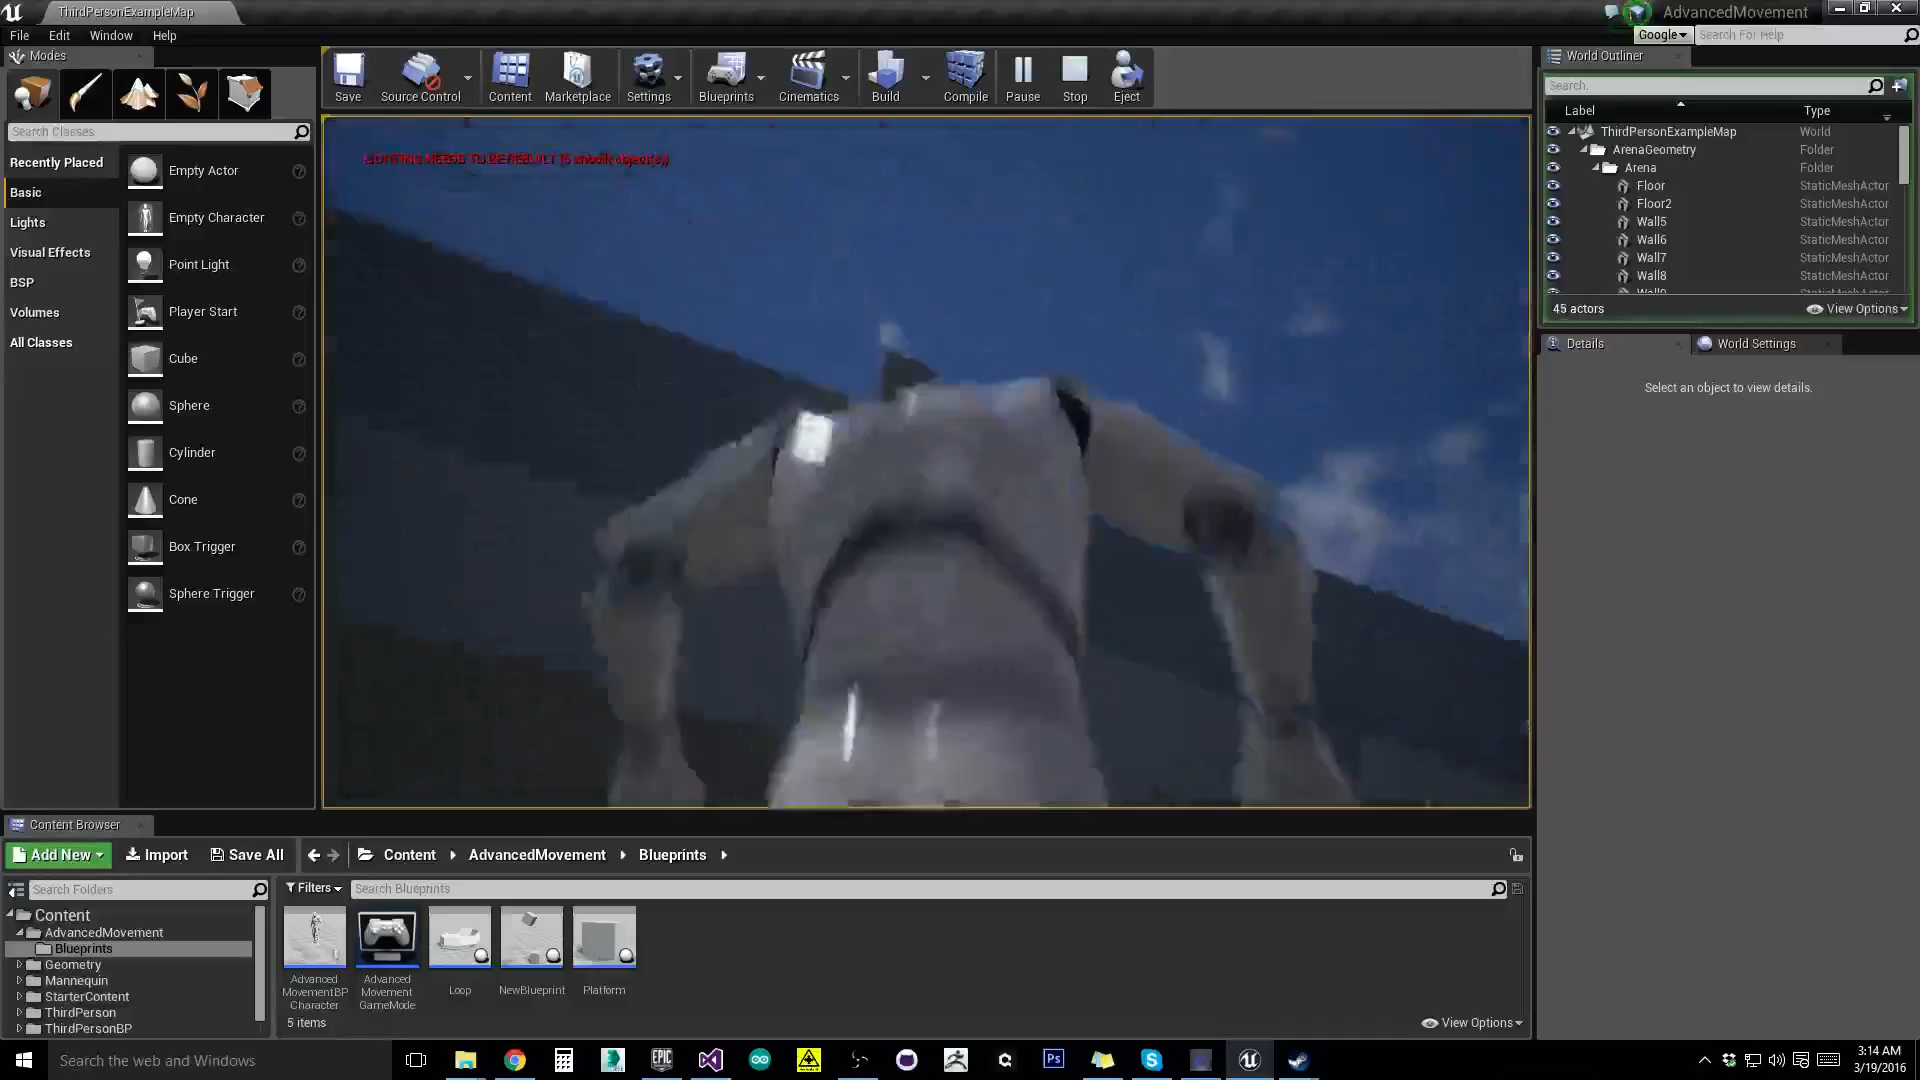 ThirdPersonExampleMap
AdvancedMovement
File Edit Window Help
Google
Search For Help
Modes
World Outliner
Save
Source Control
Content
Marketplace
Settings
Blueprints
Cinematics
Build
Compile
Pause
Stop
Eject
Search Classes
Recently Placed
Basic
Lights
Visual Effects
BSP
Volumes
All Classes
Empty Actor
Empty Character
Point Light
Player Start
Cube
Sphere
Cylinder
Cone
Box Trigger
Sphere Trigger
LIGHTING NEEDS TO BE REBUILT
Search.
Label Type
ThirdPersonExampleMap World
ArenaGeometry Folder
Arena Folder
Floor StaticMeshActor
Floor2 StaticMeshActor
Wall5 StaticMeshActor
Wall6 StaticMeshActor
Wall7 StaticMeshActor
Wall8 StaticMeshActor
45 actors
View Options
Details
World Settings
Select an object to view details.
Content Browser
Add New
Import
Save All
Content
AdvancedMovement
Blueprints
Search Folders
Filters
Search Blueprints
Content
AdvancedMovement
Blueprints
Geometry
Mannequin
StarterContent
ThirdPerson
ThirdPersonBP
Advanced
MovementBP
Character
Advanced
Movement
GameMode
Loop
NewBlueprint
Platform
5 items
View Options
Search the web and Windows
EPIC
Ps
3:14 AM
3/19/2016